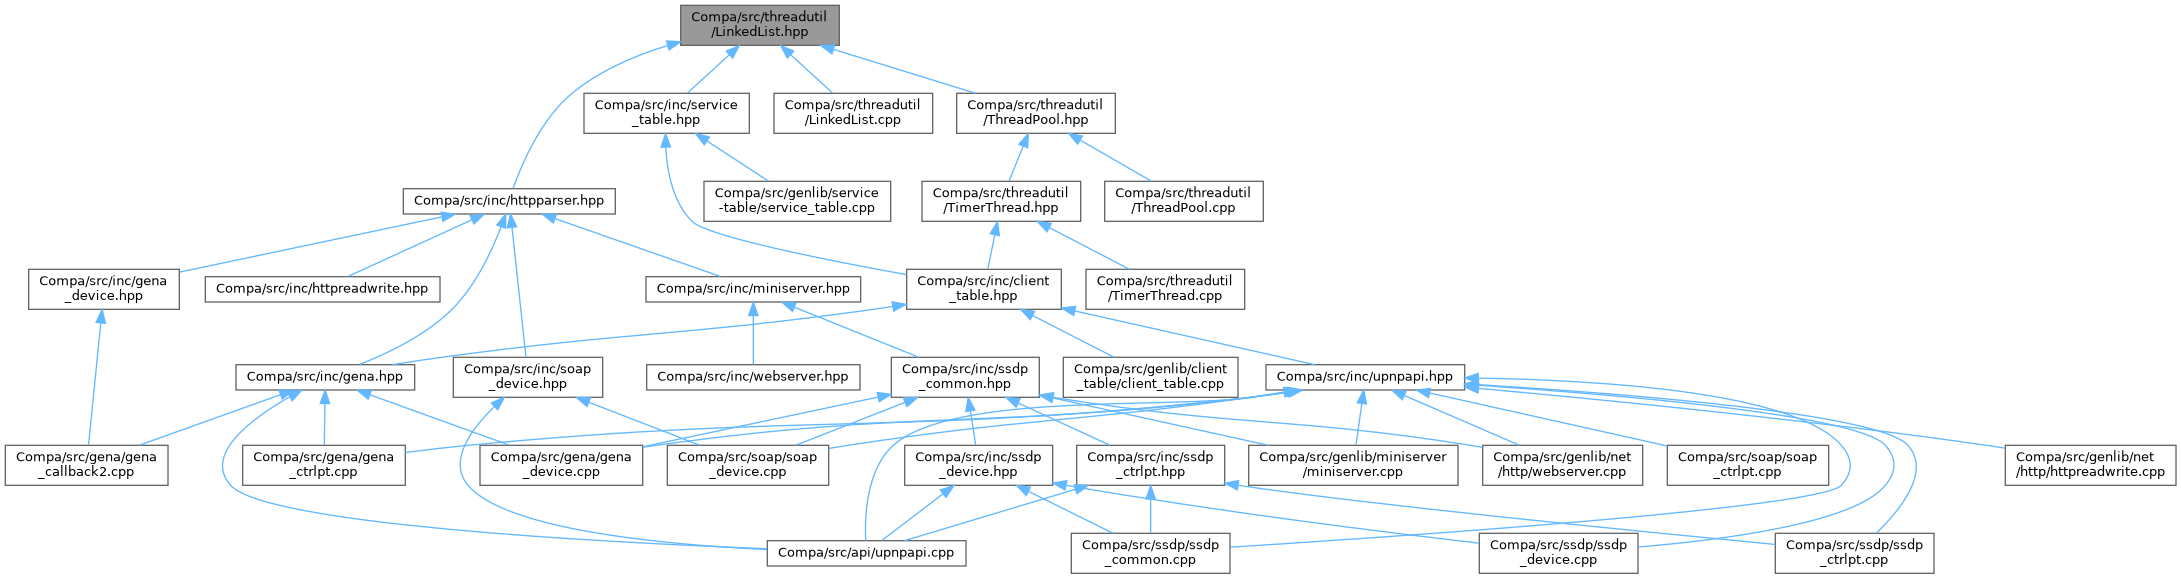 Compa/src/threadutil
/LinkedList.hpp
Compa/src/inc/service
_table.hpp
Compa/src/threadutil
/LinkedList.cpp
Compa/src/threadutil
/ThreadPool.hpp
Compa/src/inc/httpparser.hpp
Compa/src/genlib/service
-table/service_table.cpp
Compa/src/threadutil
/TimerThread.hpp
Compa/src/threadutil
/ThreadPool.cpp
Compa/src/inc/gena
_device.hpp
Compa/src/inc/httpreadwrite.hpp
Compa/src/inc/miniserver.hpp
Compa/src/inc/client
_table.hpp
Compa/src/threadutil
/TimerThread.cpp
Compa/src/inc/gena.hpp
Compa/src/inc/soap
_device.hpp
Compa/src/inc/webserver.hpp
Compa/src/inc/ssdp
_common.hpp
Compa/src/genlib/client
_table/client_table.cpp
Compa/src/inc/upnpapi.hpp
Compa/src/gena/gena
_callback2.cpp
Compa/src/gena/gena
_ctrlpt.cpp
Compa/src/gena/gena
_device.cpp
Compa/src/soap/soap
_device.cpp
Compa/src/inc/ssdp
_device.hpp
Compa/src/inc/ssdp
_ctrlpt.hpp
Compa/src/genlib/miniserver
/miniserver.cpp
Compa/src/genlib/net
/http/webserver.cpp
Compa/src/soap/soap
_ctrlpt.cpp
Compa/src/genlib/net
/http/httpreadwrite.cpp
Compa/src/api/upnpapi.cpp
Compa/src/ssdp/ssdp
_common.cpp
Compa/src/ssdp/ssdp
_device.cpp
Compa/src/ssdp/ssdp
_ctrlpt.cpp